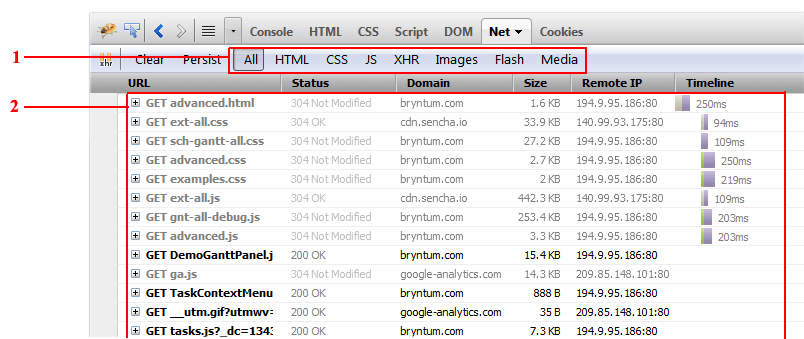 Console HTML CSS Script DOM Net Cookies
1
xhr Clear Persist All HTML CSS JS XHR Images Flash Media
URL Status Domain Size Remote IP Timeline
2
GET advanced.html 304 Not Modified bryntum.com 1.6 KB 194.9.95.186:80 250ms
GET ext-all.css 304 OK cdn.sencha.io 33.9 KB 140.99.93.175:80 94ms
GET sch-gantt-all.css 304 Not Modified bryntum.com 27.2 KB 194.9.95.186:80 109ms
GET advanced.css 304 Not Modified bryntum.com 2.7 KB 194.9.95.186:80 250ms
GET examples.css 304 Not Modified bryntum.com 2 KB 194.9.95.186:80 219ms
GET ext-all.js 304 OK cdn.sencha.io 442.3 KB 140.99.93.175:80 109ms
GET gnt-all-debug.js 304 Not Modified bryntum.com 253.4 KB 194.9.95.186:80 203ms
GET advanced.js 304 Not Modified bryntum.com 3.3 KB 194.9.95.186:80 203ms
GET DemoGanttPanel.j 200 OK bryntum.com 15.4 KB 194.9.95.186:80
GET ga.js 304 Not Modified google-analytics.com 14.3 KB 209.85.148.101:80
GET TaskContextMenu 200 OK bryntum.com 888 B 194.9.95.186:80
GET __utm.gif?utmwv= 200 OK google-analytics.com 35 B 209.85.148.101:80
GET tasks.js?_dc=1343 200 OK bryntum.com 7.3 KB 194.9.95.186:80